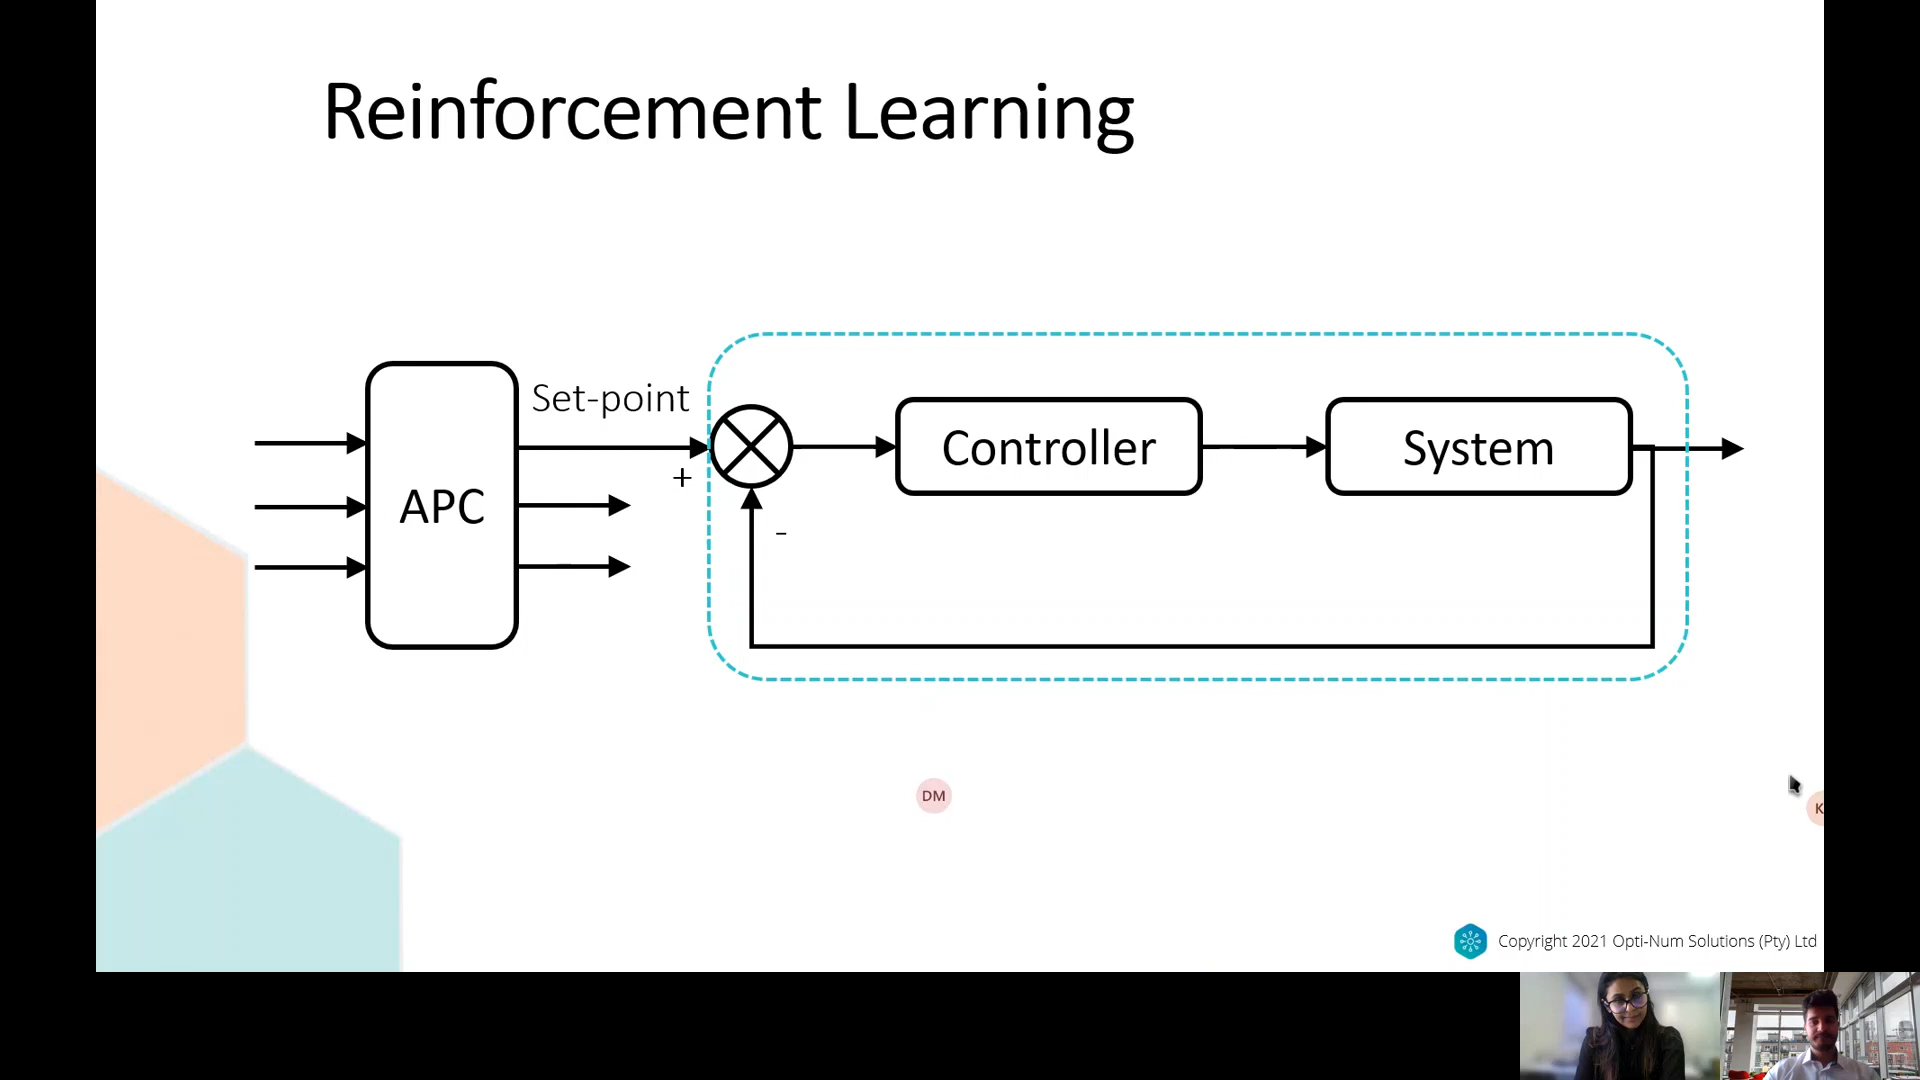 Reinforcement Learning
Set-point
+
APC
Controller
System
-
DM
K
Copyright 2021 Opti-Num Solutions (Pty) Ltd